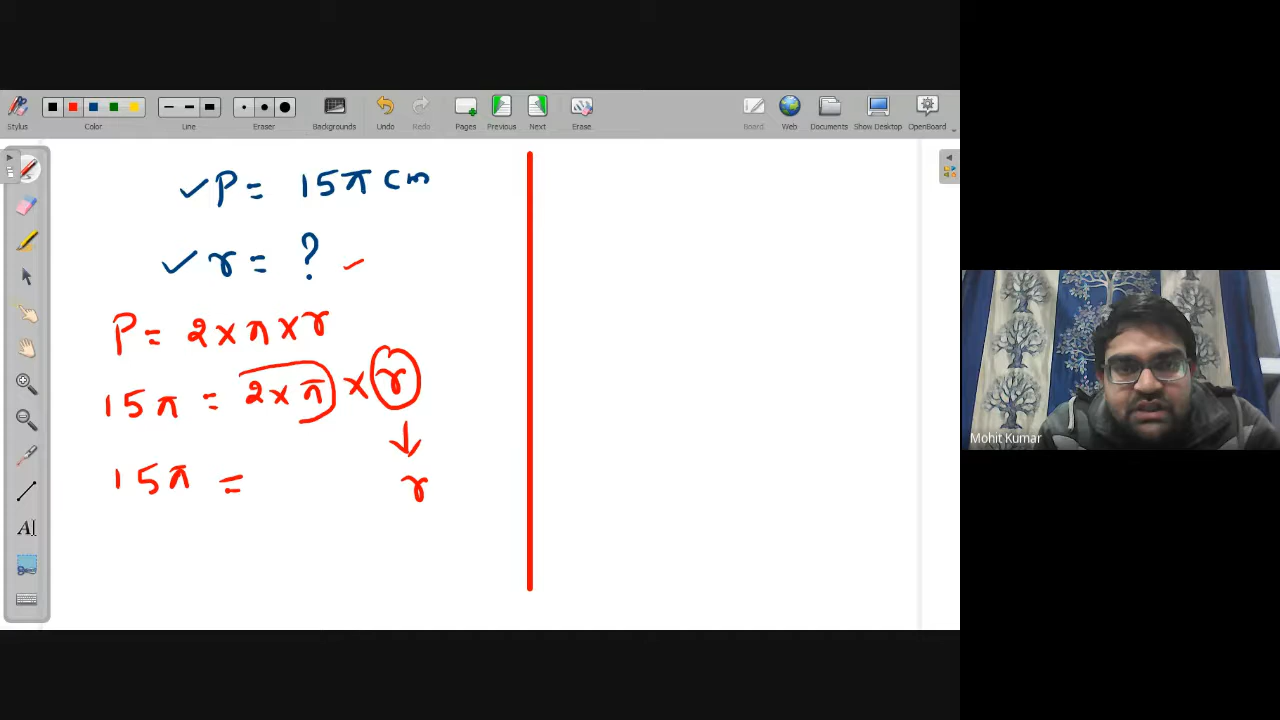 Stylus
Color
Line
Eraser
Backgrounds
Undo
Redo
Pages
Previous
Next
Erase
Board
Web
Documents
Show Desktop
OpenBoard
✓ P = 15π cm
✓ r = ?
P = 2 × π × r
15π = 2 × π × r
↓
15π = r
AI
Mohit Kumar